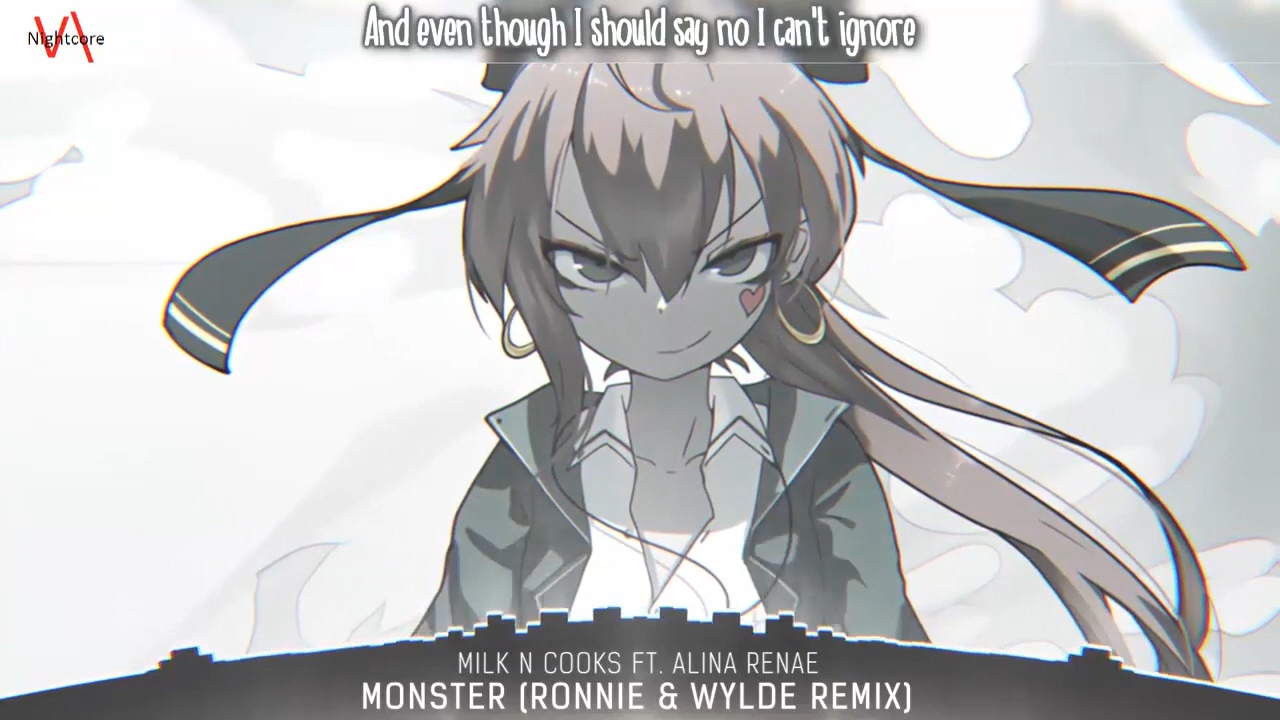 And even though I should say no I can't ignore
Nightcore
MILK N COOKS FT. ALINA RENAE
MONSTER (RONNIE & WYLDE REMIX)